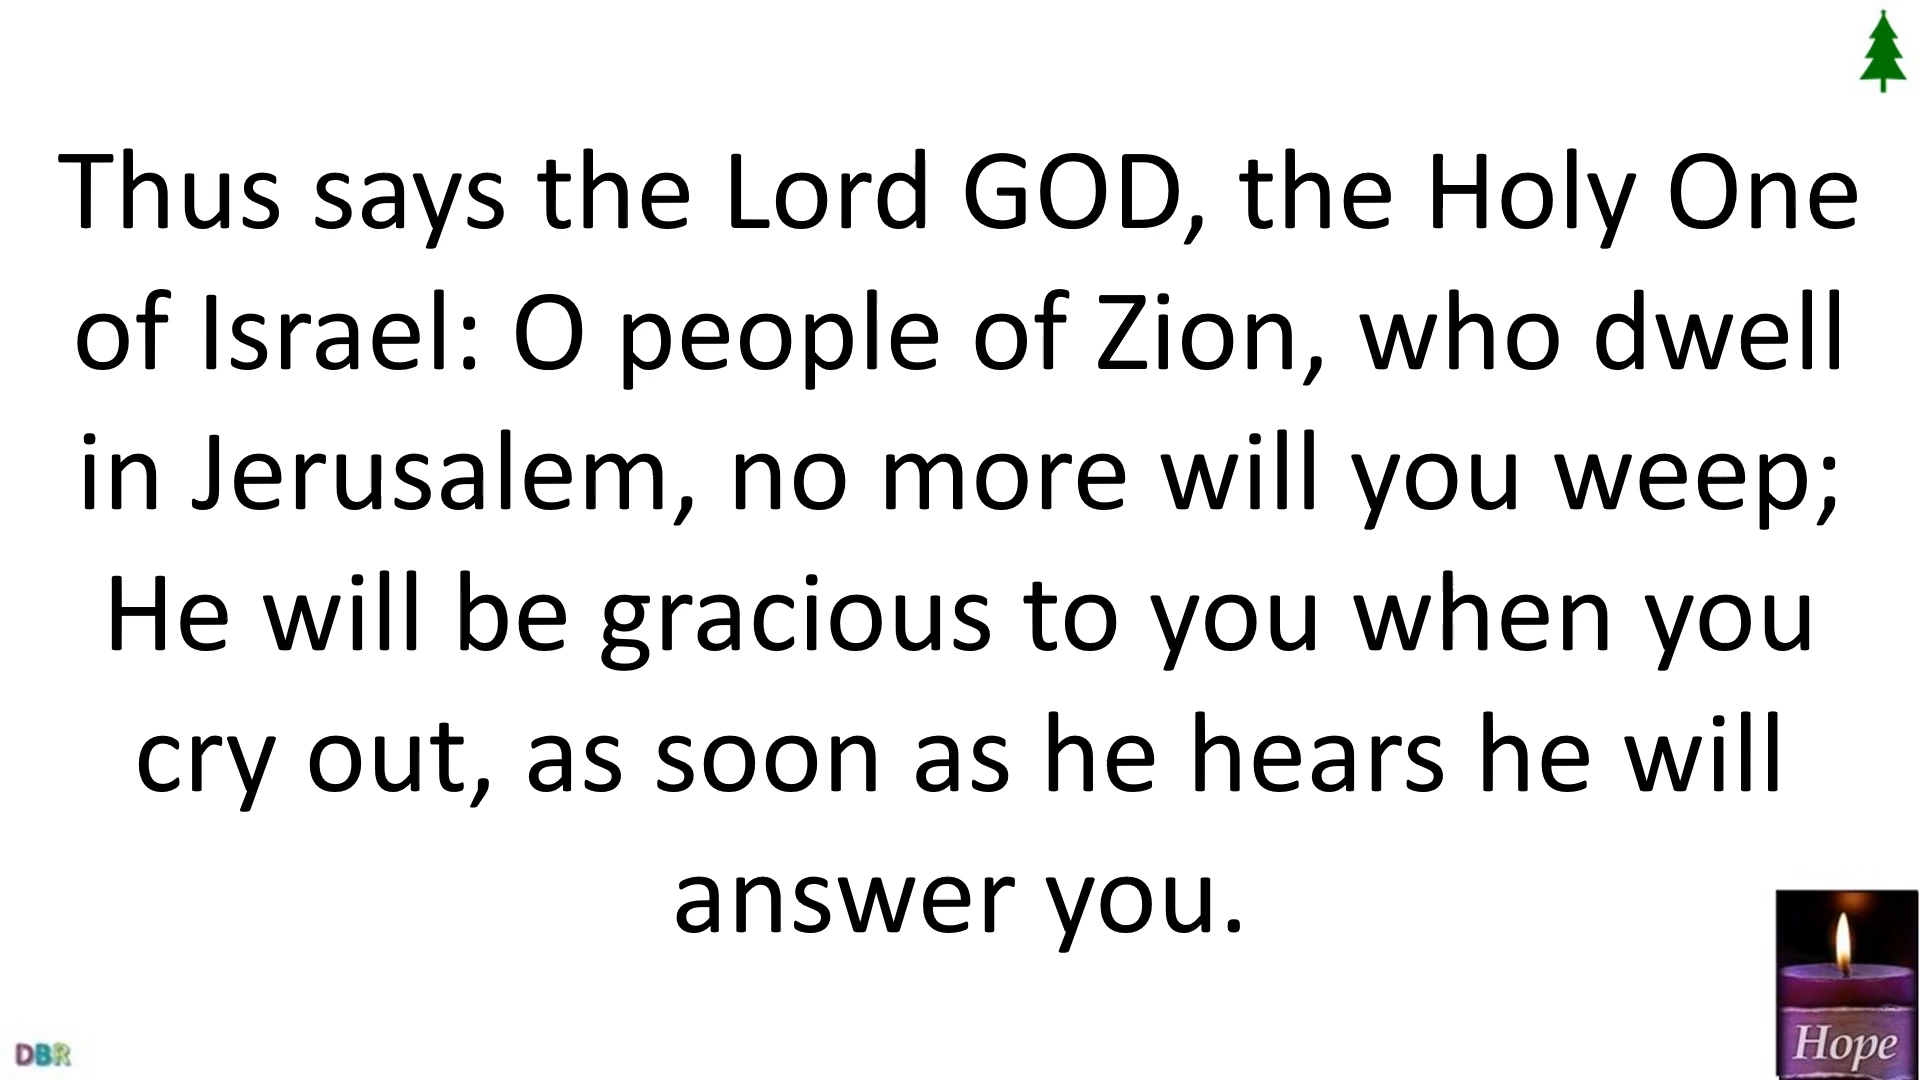 Thus says the Lord GOD, the Holy One
of Israel: O people of Zion, who dwell
in Jerusalem, no more will you weep;
He will be gracious to you when you
cry out, as soon as he hears he will
answer you.
Hope
DBR